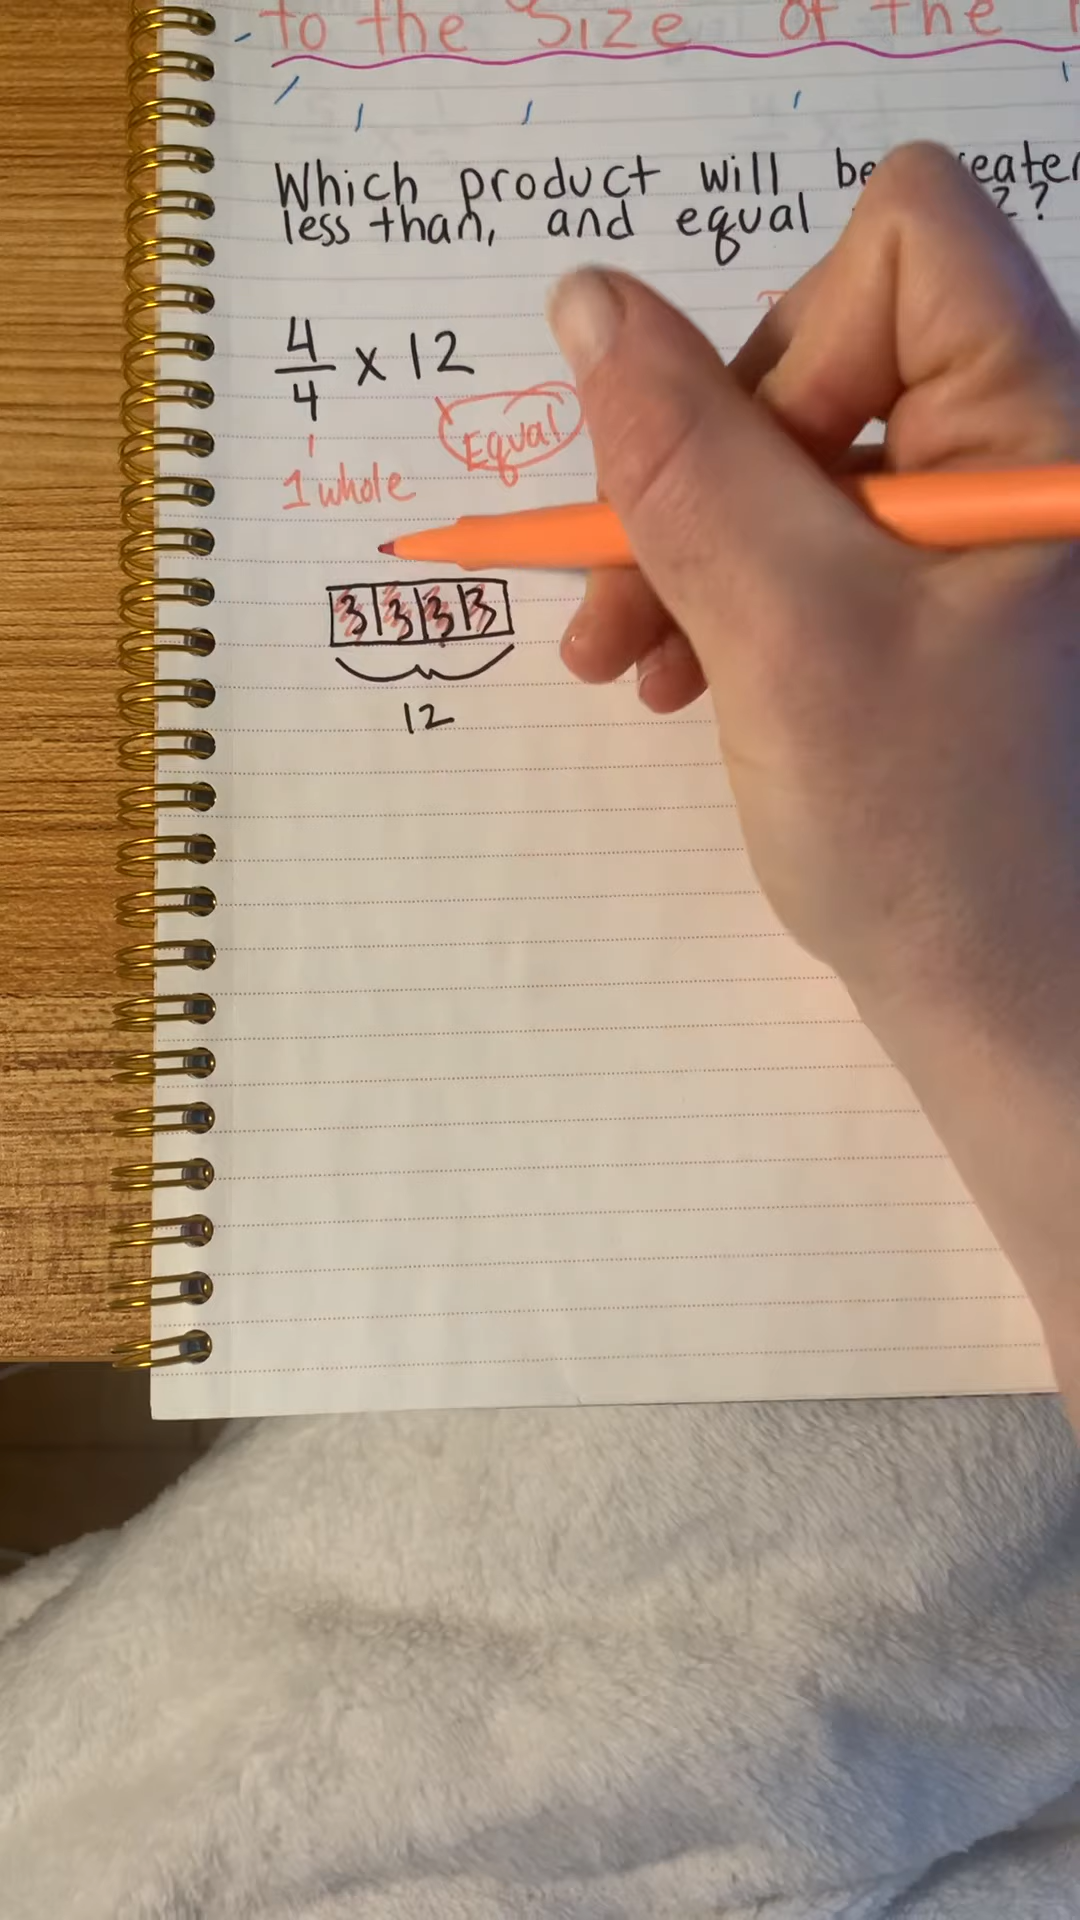 to the Size of the
Which product will be
less than, and equal 2?
4
4
x 12
Equal
1 whole
3 3 3 3
12